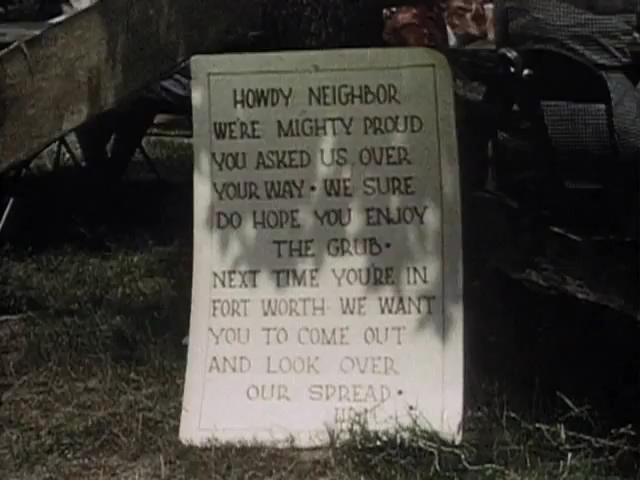 HOWDY NEIGHBOR
WE'RE MIGHTY PROUD
YOU ASKED US OVER
YOUR WAY • WE SURE
DO HOPE YOU ENJOY
THE GRUB •
NEXT TIME YOU'RE IN
FORT WORTH WE WANT
YOU TO COME OUT
AND LOOK OVER
OUR SPREAD •